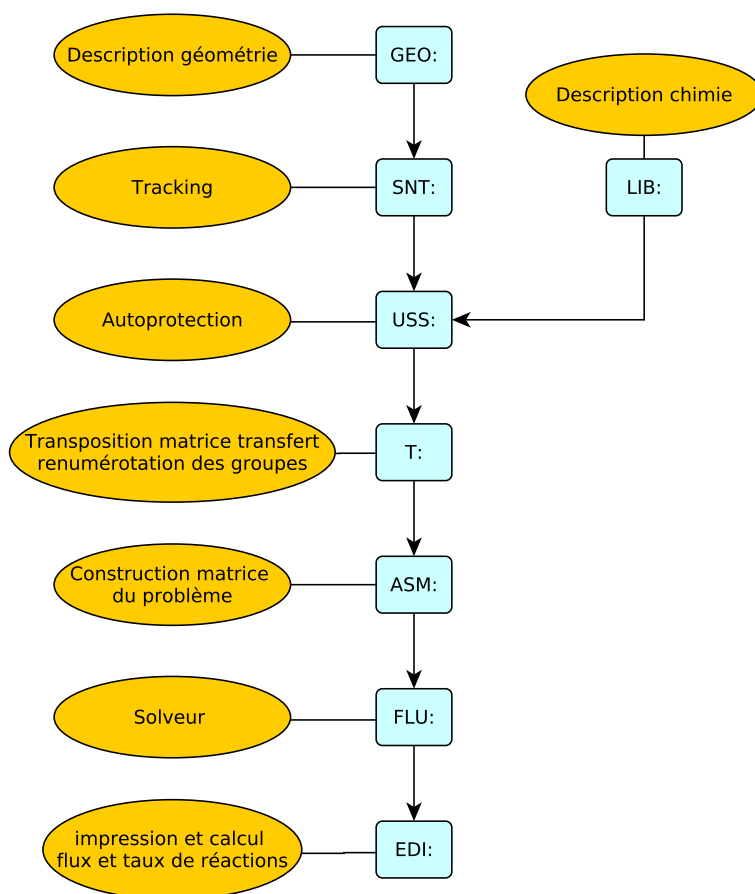 Description géométrie
GEO:
Description chimie
Tracking
SNT:
LIB:
Autoprotection
USS:
Transposition matrice transfert
renumérotation des groupes
T:
Construction matrice
du problème
ASM:
Solveur
FLU:
impression et calcul
flux et taux de réactions
EDI: